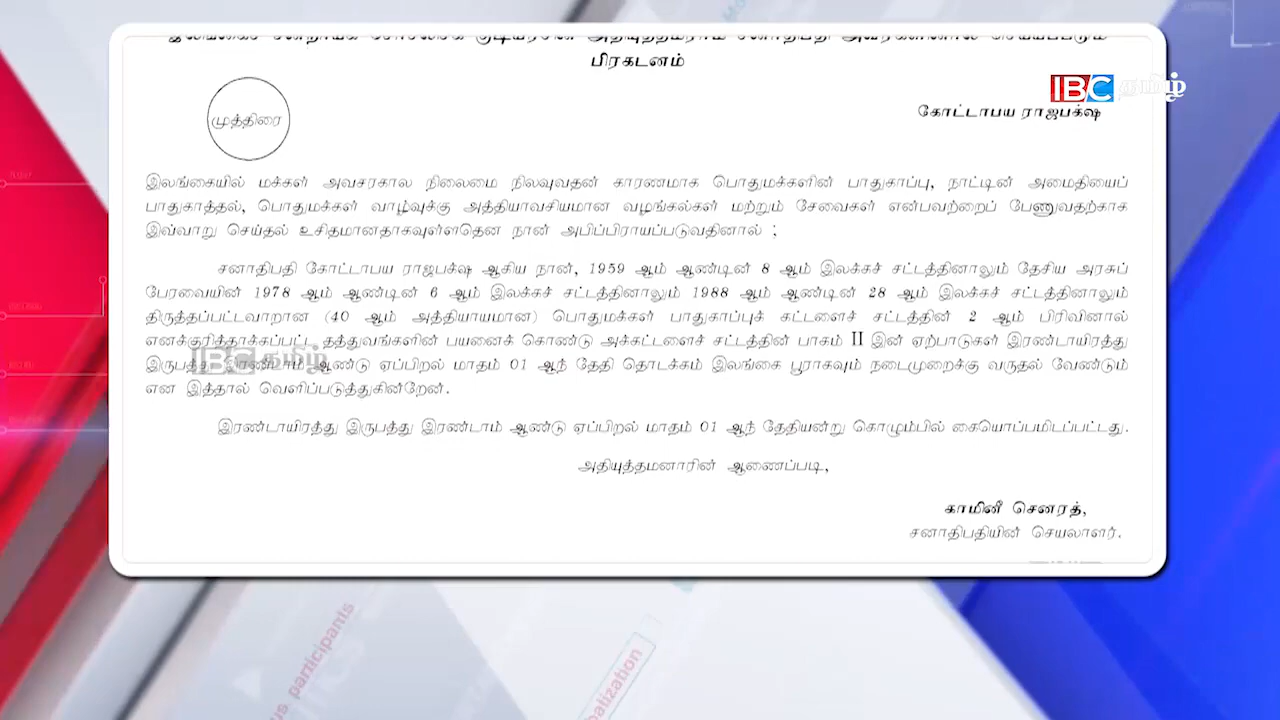 பிரகடனம்
IBC தமிழ்
முத்திரை
கோட்டாபய ராஜபக்ஷ
இலங்கையில் மக்கள் அவசரகால நிலைமை நிலவுவதன் காரணமாக பொதுமக்களின் பாதுகாப்பு, நாட்டின் அமைதியைப்
பாதுகாத்தல், பொதுமக்கள் வாழ்வுக்கு அத்தியாவசியமான வழங்கல்கள் மற்றும் சேவைகள் என்பவற்றைப் பேணுவதற்காக
இவ்வாறு செய்தல் உசிதமானதாகவுள்ளதென நான் அபிப்பிராயப்படுவதினால் ;
சனாதிபதி கோட்டாபய ராஜபக்ஷ ஆகிய நான், 1959 ஆம் ஆண்டின் 8 ஆம் இலக்கச் சட்டத்தினாலும் தேசிய அரசுப்
பேரவையின் 1978 ஆம் ஆண்டின் 6 ஆம் இலக்கச் சட்டத்தினாலும் 1988 ஆம் ஆண்டின் 28 ஆம் இலக்கச் சட்டத்தினாலும்
திருத்தப்பட்டவாறான (40 ஆம் அத்தியாயமான) பொதுமக்கள் பாதுகாப்புக் கட்டளைச் சட்டத்தின் 2 ஆம் பிரிவினால்
எனக்குரித்தாக்கப்பட்ட தத்துவங்களின் பயனைக் கொண்டு அக்கட்டளைச் சட்டத்தின் பாகம் II இன் ஏற்பாடுகள் இரண்டாயிரத்து
ஆண்டு ஏப்பிறல் மாதம் 01 ஆந் தேதி தொடக்கம் இலங்கை பூராகவும் நடைமுறைக்கு வருதல் வேண்டும்
என இத்தால் வெளிப்படுத்துகின்றேன்.
இரண்டாயிரத்து இருபத்து இரண்டாம் ஆண்டு ஏப்பிறல் மாதம் 01 ஆந் தேதியன்று கொழும்பில் கையொப்பமிடப்பட்டது.
அதியுத்தமனாரின் ஆணைப்படி,
காமினீ செனரத்,
சனாதிபதியின் செயலாளர்.
IBC தமிழ்
participants